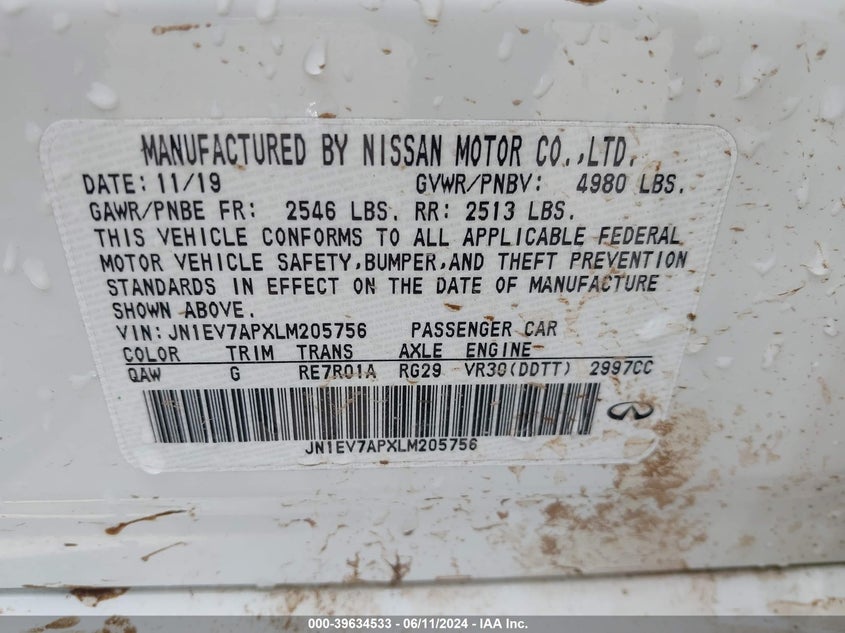 MANUFACTURED BY NISSAN MOTOR CO.,LTD.
DATE: 11/19 GVWR/PNBV: 4980 LBS.
GAWR/PNBE FR: 2546 LBS. RR: 2513 LBS.
THIS VEHICLE CONFORMS TO ALL APPLICABLE FEDERAL
MOTOR VEHICLE SAFETY,BUMPER,AND THEFT PREVENTION
STANDARDS IN EFFECT ON THE DATE OF MANUFACTURE
SHOWN ABOVE.
VIN: JN1EV7APXLM205756 PASSENGER CAR
COLOR TRIM TRANS AXLE ENGINE
QAW G RE7R01A RG29 VR30(DDTT) 2997CC
JN1EV7APXLM205756
000-39634533 - 06/11/2024 - IAA Inc.